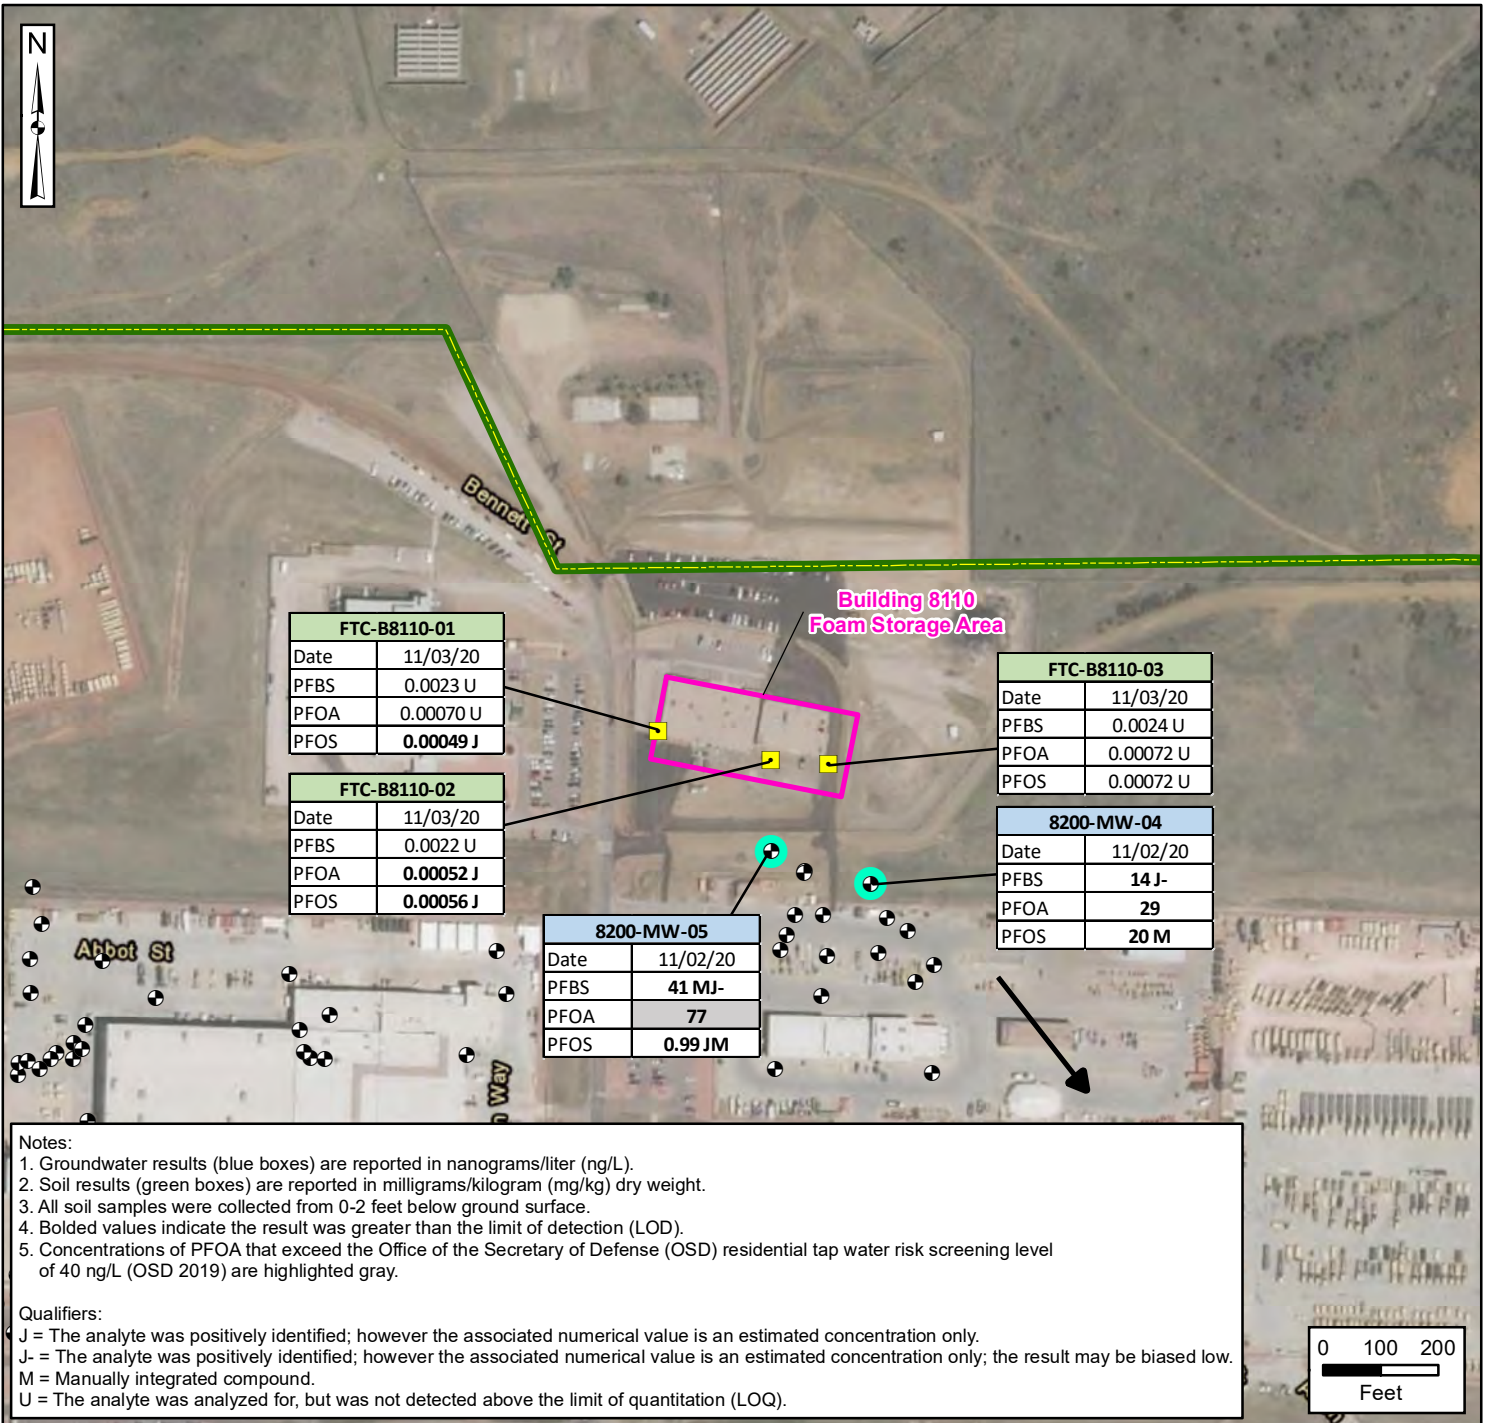 N
Bennett St
Building 8110
Foam Storage Area
FTC-B8110-01
Date 11/03/20
PFBS 0.0023 U
PFOA 0.00070 U
PFOS 0.00049 J
FTC-B8110-03
Date 11/03/20
PFBS 0.0024 U
PFOA 0.00072 U
PFOS 0.00072 U
FTC-B8110-02
Date 11/03/20
PFBS 0.0022 U
PFOA 0.00052 J
PFOS 0.00056 J
8200-MW-04
Date 11/02/20
PFBS 14 J-
PFOA 29
PFOS 20 M
8200-MW-05
Date 11/02/20
PFBS 41 MJ-
PFOA 77
PFOS 0.99 JM
Abbot St
Way
Notes:
1. Groundwater results (blue boxes) are reported in nanograms/liter (ng/L).
2. Soil results (green boxes) are reported in milligrams/kilogram (mg/kg) dry weight.
3. All soil samples were collected from 0-2 feet below ground surface.
4. Bolded values indicate the result was greater than the limit of detection (LOD).
5. Concentrations of PFOA that exceed the Office of the Secretary of Defense (OSD) residential tap water risk screening level
of 40 ng/L (OSD 2019) are highlighted gray.
Qualifiers:
J = The analyte was positively identified; however the associated numerical value is an estimated concentration only.
J- = The analyte was positively identified; however the associated numerical value is an estimated concentration only; the result may be biased low.
M = Manually integrated compound.
U = The analyte was analyzed for, but was not detected above the limit of quantitation (LOQ).
0 100 200
Feet